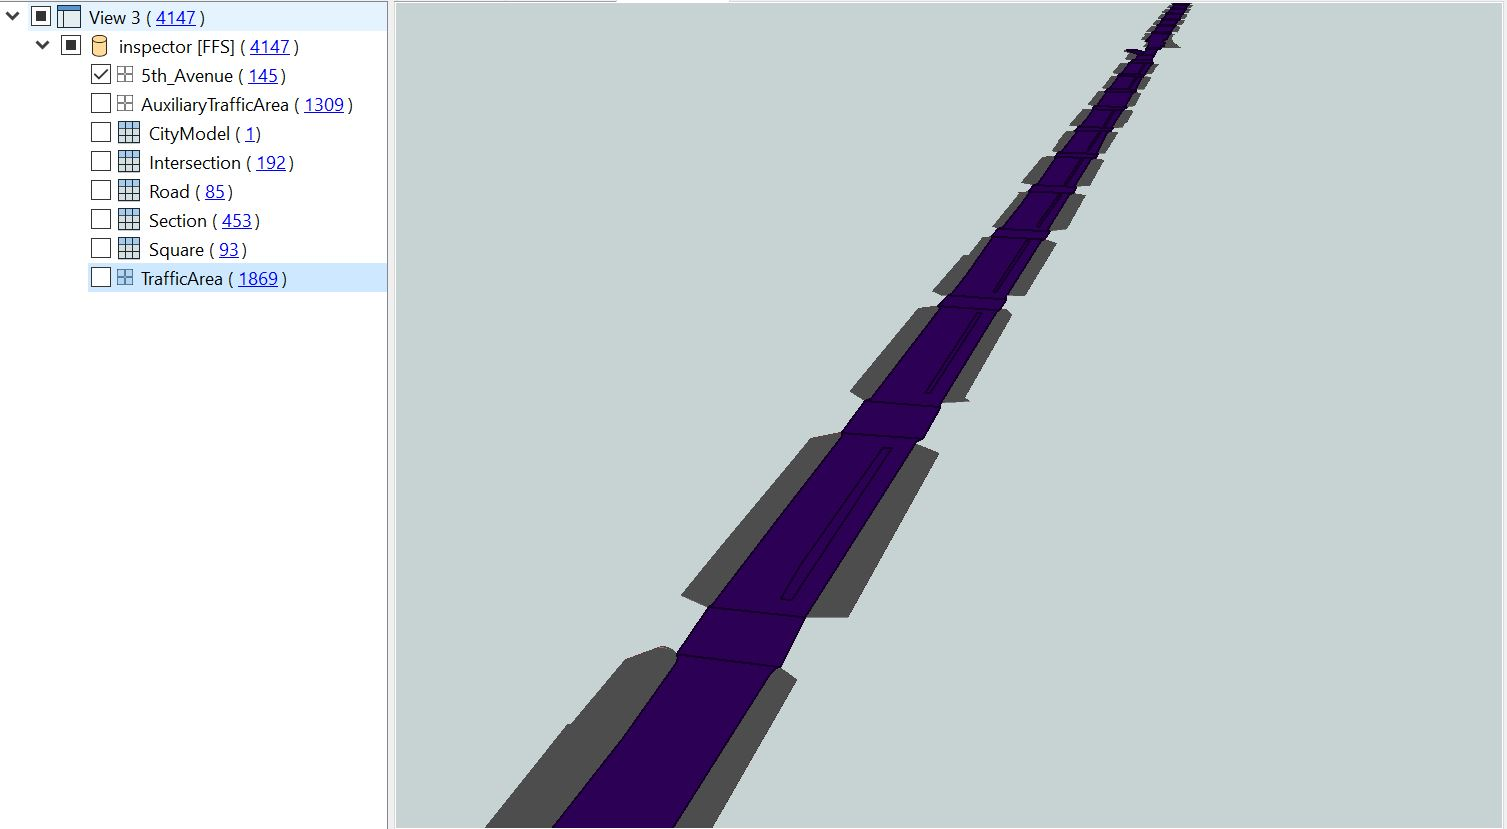 View 3 ( 4147 )
inspector [FFS] ( 4147 )
5th_Avenue ( 145 )
AuxiliaryTrafficArea ( 1309 )
CityModel ( 1 )
Intersection ( 192 )
Road ( 85 )
Section ( 453 )
Square ( 93 )
TrafficArea ( 1869 )